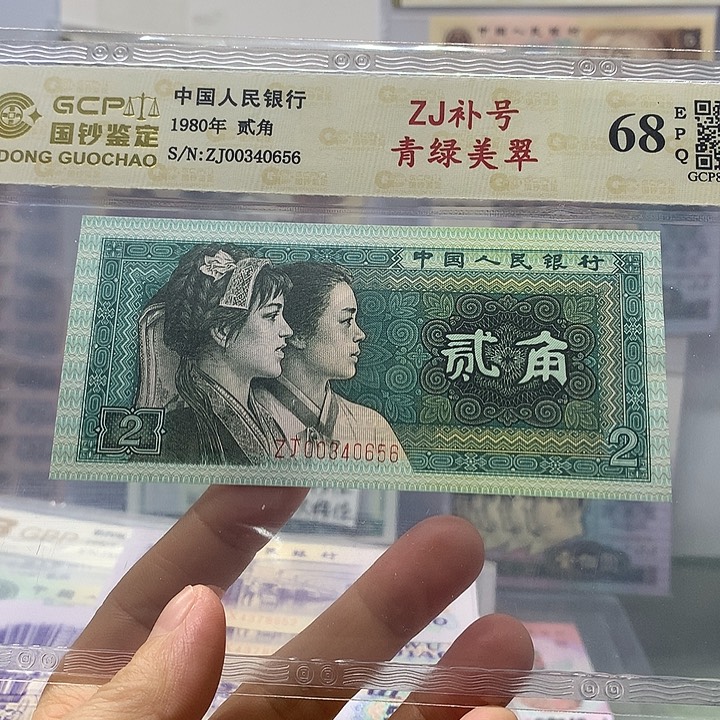 GCP
国钞鉴定
DONG GUOCHAO
中国人民银行
1980年 贰角
S/N:ZJ00340656
ZJ补号
青绿美翠
68
EPQ
GCP8
中国人民银行
贰角
2
ZJ00340656
2